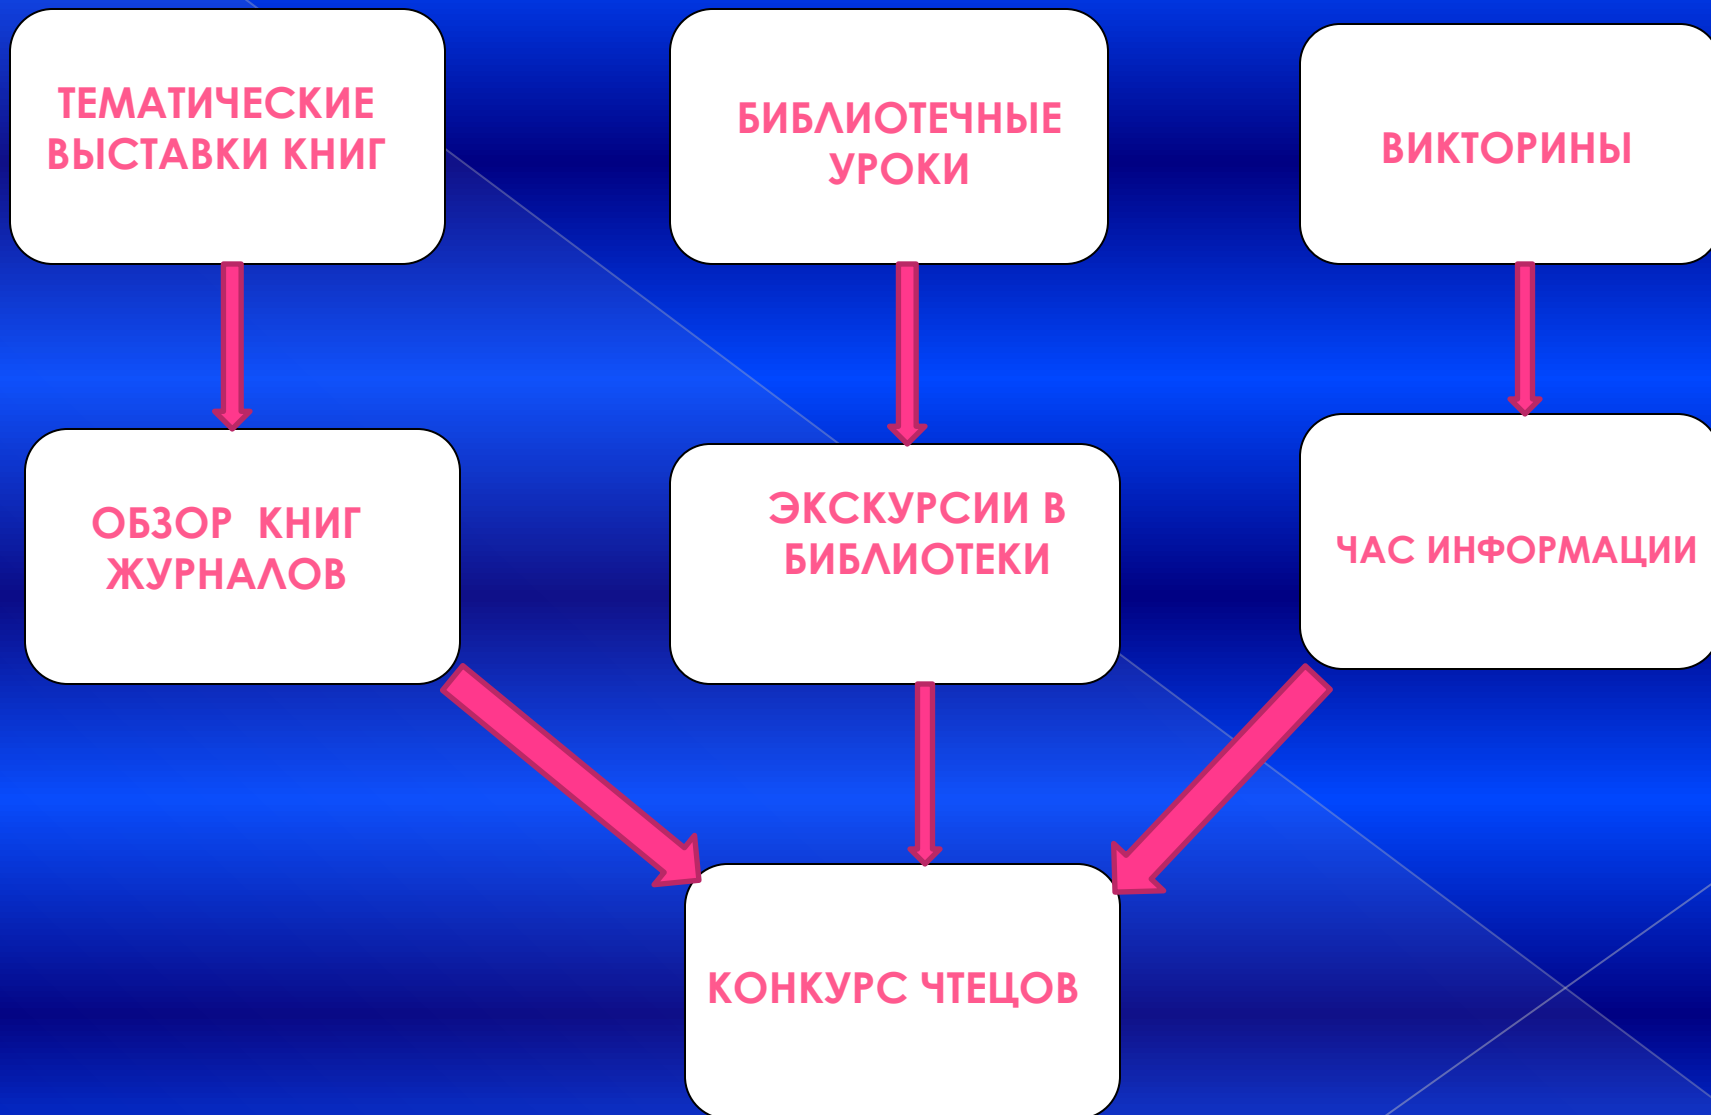 ТЕМАТИЧЕСКИЕ
ВЫСТАВКИ КНИГ
БИБЛИОТЕЧНЫЕ
УРОКИ
ВИКТОРИНЫ
ОБЗОР  КНИГ
ЖУРНАЛОВ
ЭКСКУРСИИ В
БИБЛИОТЕКИ
ЧАС ИНФОРМАЦИИ
КОНКУРС ЧТЕЦОВ